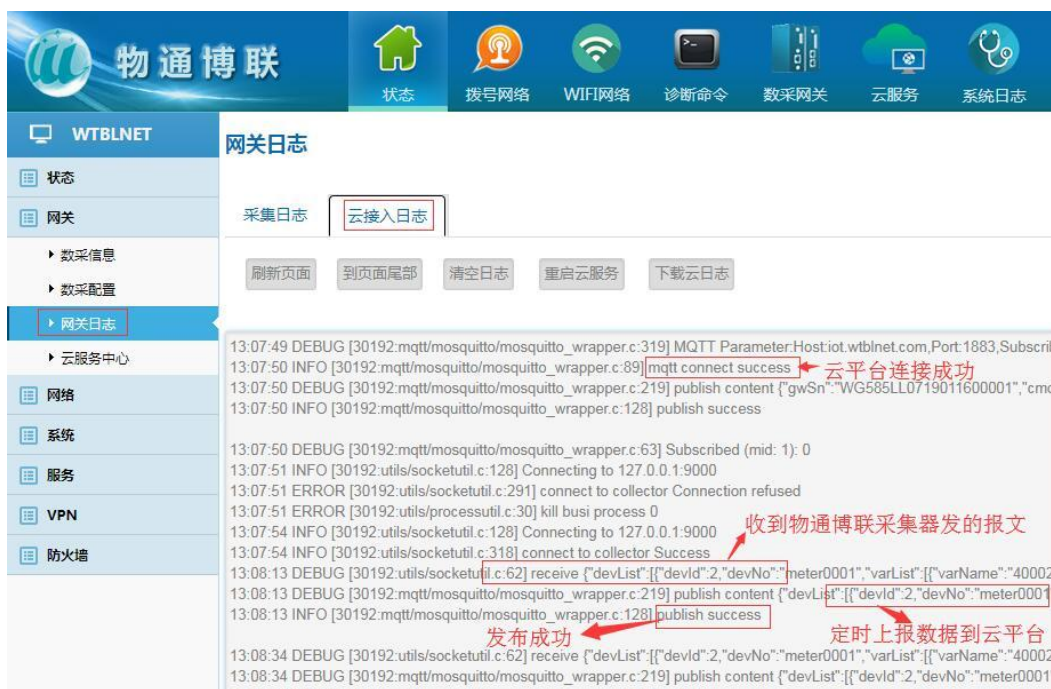 物通博联
状态
拨号网络
WIFI网络
诊断命令
数采网关
云服务
系统日志
WTBLNET
网关日志
状态
网关
采集日志
云接入日志
数采信息
刷新页面
到页面尾部
清空日志
重启云服务
下载云日志
数采配置
网关日志
云服务中心
网络
系统
服务
VPN
防火墙
13:07:49 DEBUG [30192:mqtt/mosquitto/mosquitto_wrapper.c:319] MQTT Parameter:Host:iot.wtblnet.com,Port:1883,Subscri
13:07:50 INFO [30192:mqtt/mosquitto/mosquitto_wrapper.c:89] mqtt connect success
云平台连接成功
13:07:50 DEBUG [30192:mqtt/mosquitto/mosquitto_wrapper.c:219] publish content {"gwSn":"WG585LL0719011600001","cmd
13:07:50 INFO [30192:mqtt/mosquitto/mosquitto_wrapper.c:128] publish success
13:07:50 DEBUG [30192:mqtt/mosquitto/mosquitto_wrapper.c:63] Subscribed (mid: 1): 0
13:07:51 INFO [30192:utils/socketutil.c:128] Connecting to 127.0.0.1:9000
13:07:51 ERROR [30192:utils/socketutil.c:291] connect to collector Connection refused
13:07:51 ERROR [30192:utils/processutil.c:30] kill busi process 0
收到物通博联采集器发的报文
13:07:54 INFO [30192:utils/socketutil.c:128] Connecting to 127.0.0.1:9000
13:07:54 INFO [30192:utils/socketutil.c:318] connect to collector Success
13:08:13 DEBUG [30192:utils/socketutil.c:62] receive {"devList":[{"devId":2,"devNo":"meter0001","varList":[{"varName":"40002
13:08:13 DEBUG [30192:mqtt/mosquitto/mosquitto_wrapper.c:219] publish content {"devList":[{"devId":2,"devNo":"meter0001
13:08:13 INFO [30192:mqtt/mosquitto/mosquitto_wrapper.c:128] publish success
发布成功
定时上报数据到云平台
13:08:34 DEBUG [30192:utils/socketutil.c:62] receive {"devList":[{"devId":2,"devNo":"meter0001","varList":[{"varName":"40002
13:08:34 DEBUG [30192:mqtt/mosquitto/mosquitto_wrapper.c:219] publish content {"devList":[{"devId":2,"devNo":"meter0001